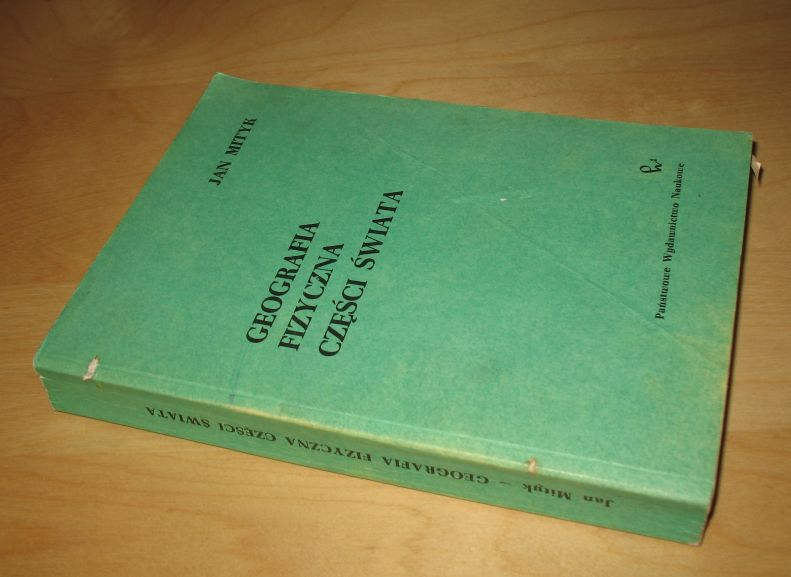 JAN MITYK
GEOGRAFIA
FIZYCZNA
CZĘŚCI ŚWIATA
Państwowe Wydawnictwo Naukowe
Jan Mityk – GEOGRAFIA FIZYCZNA CZĘŚCI ŚWIATA